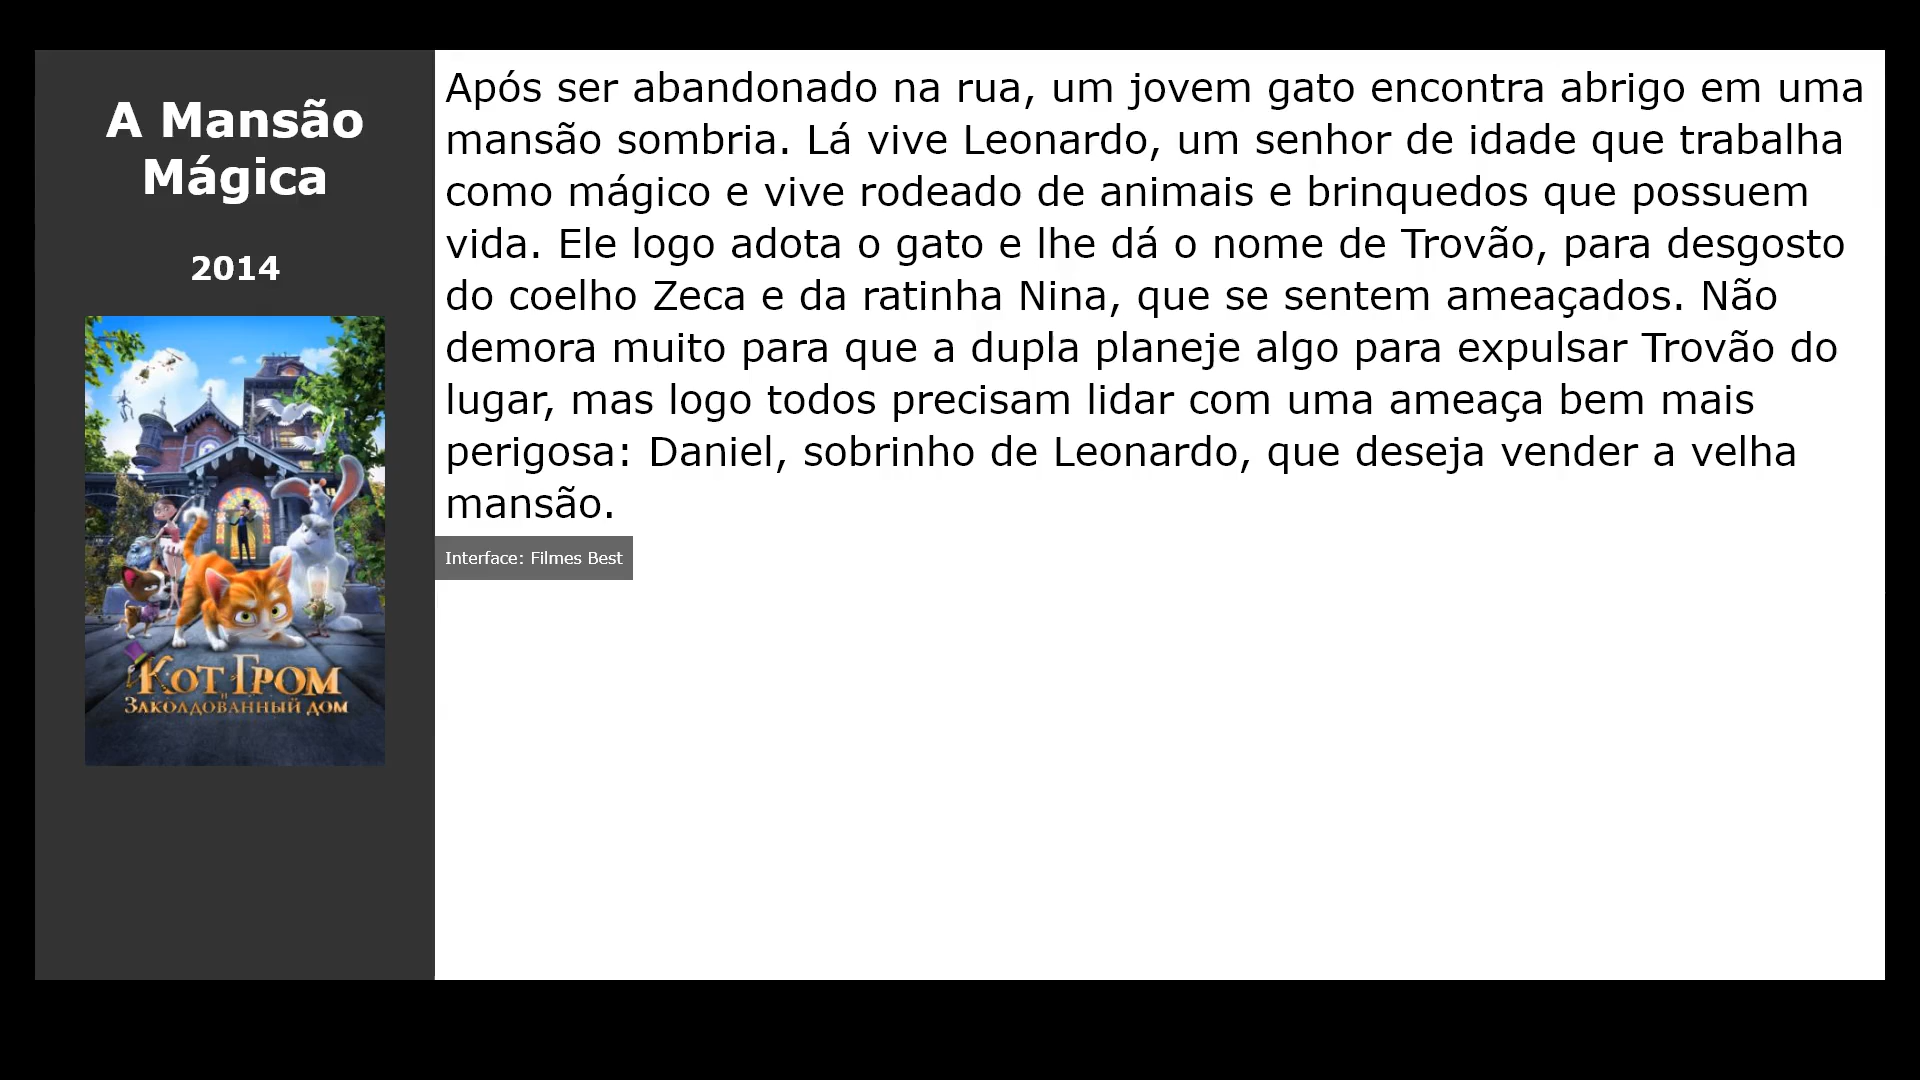 A Mansão
Mágica
2014
Кот Гром
и
Заколдованный дом
Após ser abandonado na rua, um jovem gato encontra abrigo em uma
mansão sombria. Lá vive Leonardo, um senhor de idade que trabalha
como mágico e vive rodeado de animais e brinquedos que possuem
vida. Ele logo adota o gato e lhe dá o nome de Trovão, para desgosto
do coelho Zeca e da ratinha Nina, que se sentem ameaçados. Não
demora muito para que a dupla planeje algo para expulsar Trovão do
lugar, mas logo todos precisam lidar com uma ameaça bem mais
perigosa: Daniel, sobrinho de Leonardo, que deseja vender a velha
mansão.
Interface: Filmes Best